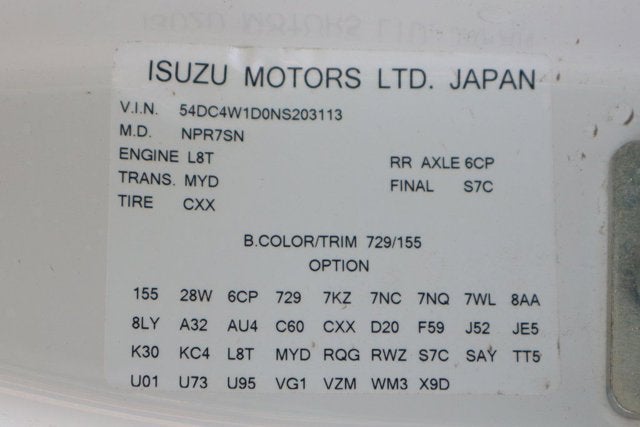 ISUZU MOTORS LTD. JAPAN
V.I.N. 54DC4W1D0NS203113
M.D. NPR7SN
ENGINE L8T RR AXLE 6CP
TRANS. MYD FINAL S7C
TIRE CXX
B.COLOR/TRIM 729/155
OPTION
155 28W 6CP 729 7KZ 7NC 7NQ 7WL 8AA
8LY A32 AU4 C60 CXX D20 F59 J52 JE5
K30 KC4 L8T MYD RQG RWZ S7C SAY TT5
U01 U73 U95 VG1 VZM WM3 X9D